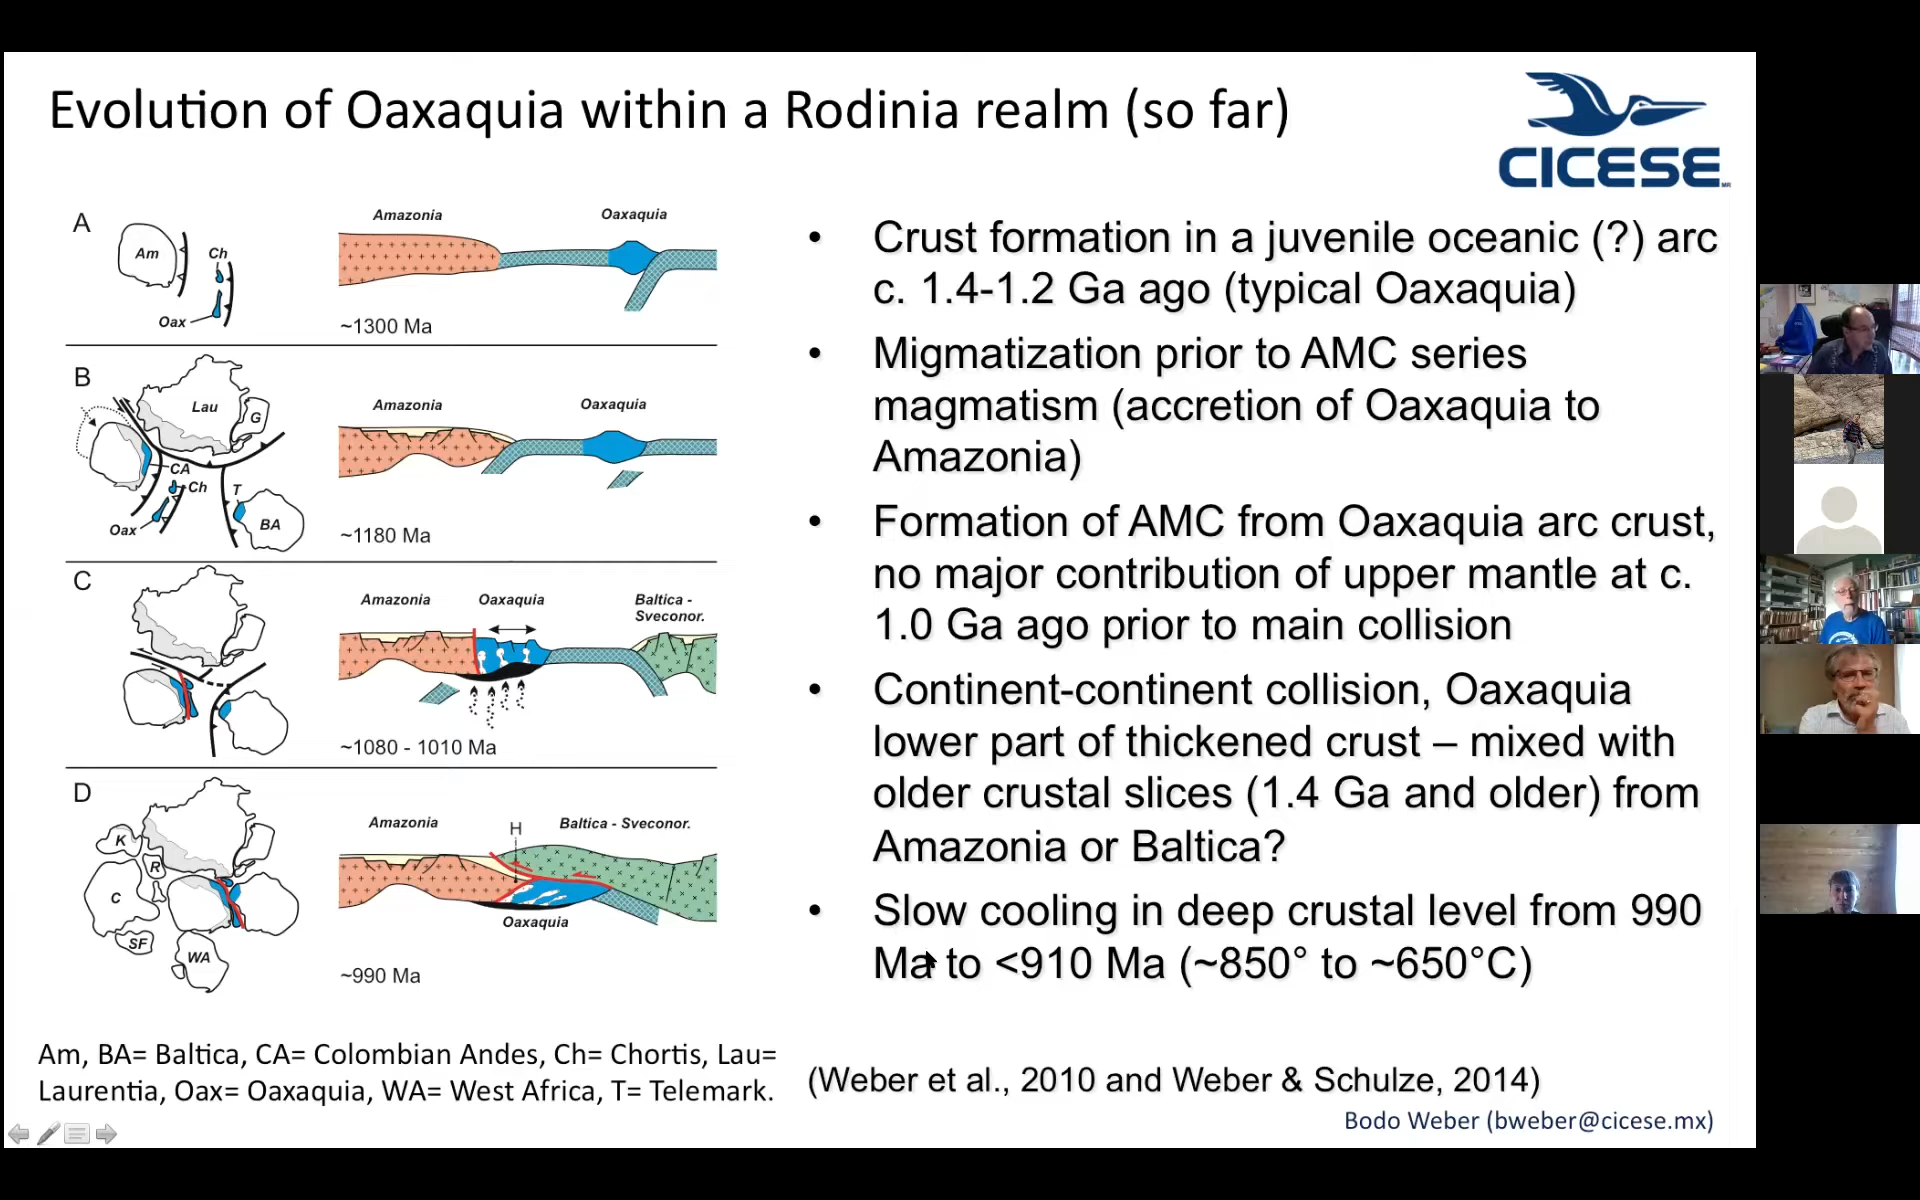 Evolution of Oaxaquia within a Rodinia realm (so far)
CICESE
MR
A
Am
Ch
Oax
Amazonia
Oaxaquia
~1300 Ma
B
Lau
G
CA
Ch
T
Oax
BA
Amazonia
Oaxaquia
~1180 Ma
C
Amazonia
Oaxaquia
Baltica -
Sveconor.
~1080 - 1010 Ma
D
K
R
C
SF
WA
Amazonia
H
Baltica - Sveconor.
Oaxaquia
~990 Ma
• Crust formation in a juvenile oceanic (?) arc
c. 1.4-1.2 Ga ago (typical Oaxaquia)
• Migmatization prior to AMC series
magmatism (accretion of Oaxaquia to
Amazonia)
• Formation of AMC from Oaxaquia arc crust,
no major contribution of upper mantle at c.
1.0 Ga ago prior to main collision
• Continent-continent collision, Oaxaquia
lower part of thickened crust – mixed with
older crustal slices (1.4 Ga and older) from
Amazonia or Baltica?
• Slow cooling in deep crustal level from 990
Ma to <910 Ma (~850° to ~650°C)
Am, BA= Baltica, CA= Colombian Andes, Ch= Chortis, Lau=
Laurentia, Oax= Oaxaquia, WA= West Africa, T= Telemark.
(Weber et al., 2010 and Weber & Schulze, 2014)
Bodo Weber (bweber@cicese.mx)